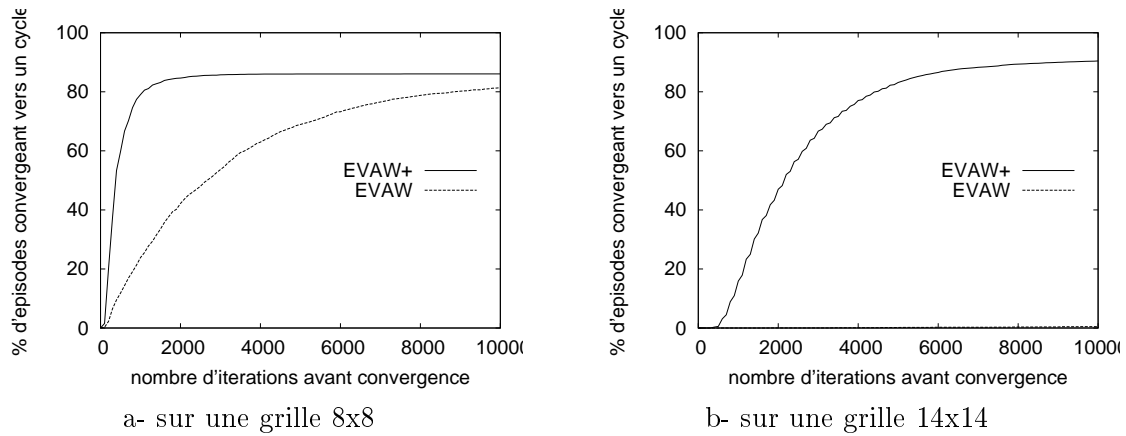 % d'episodes convergeant vers un cycle
100
80
60
40
20
0
EVAW+
EVAW
0 2000 4000 6000 8000 10000
nombre d'iterations avant convergence
a- sur une grille 8x8
% d'episodes convergeant vers un cycle
100
80
60
40
20
0
EVAW+
EVAW
0 2000 4000 6000 8000 10000
nombre d'iterations avant convergence
b- sur une grille 14x14